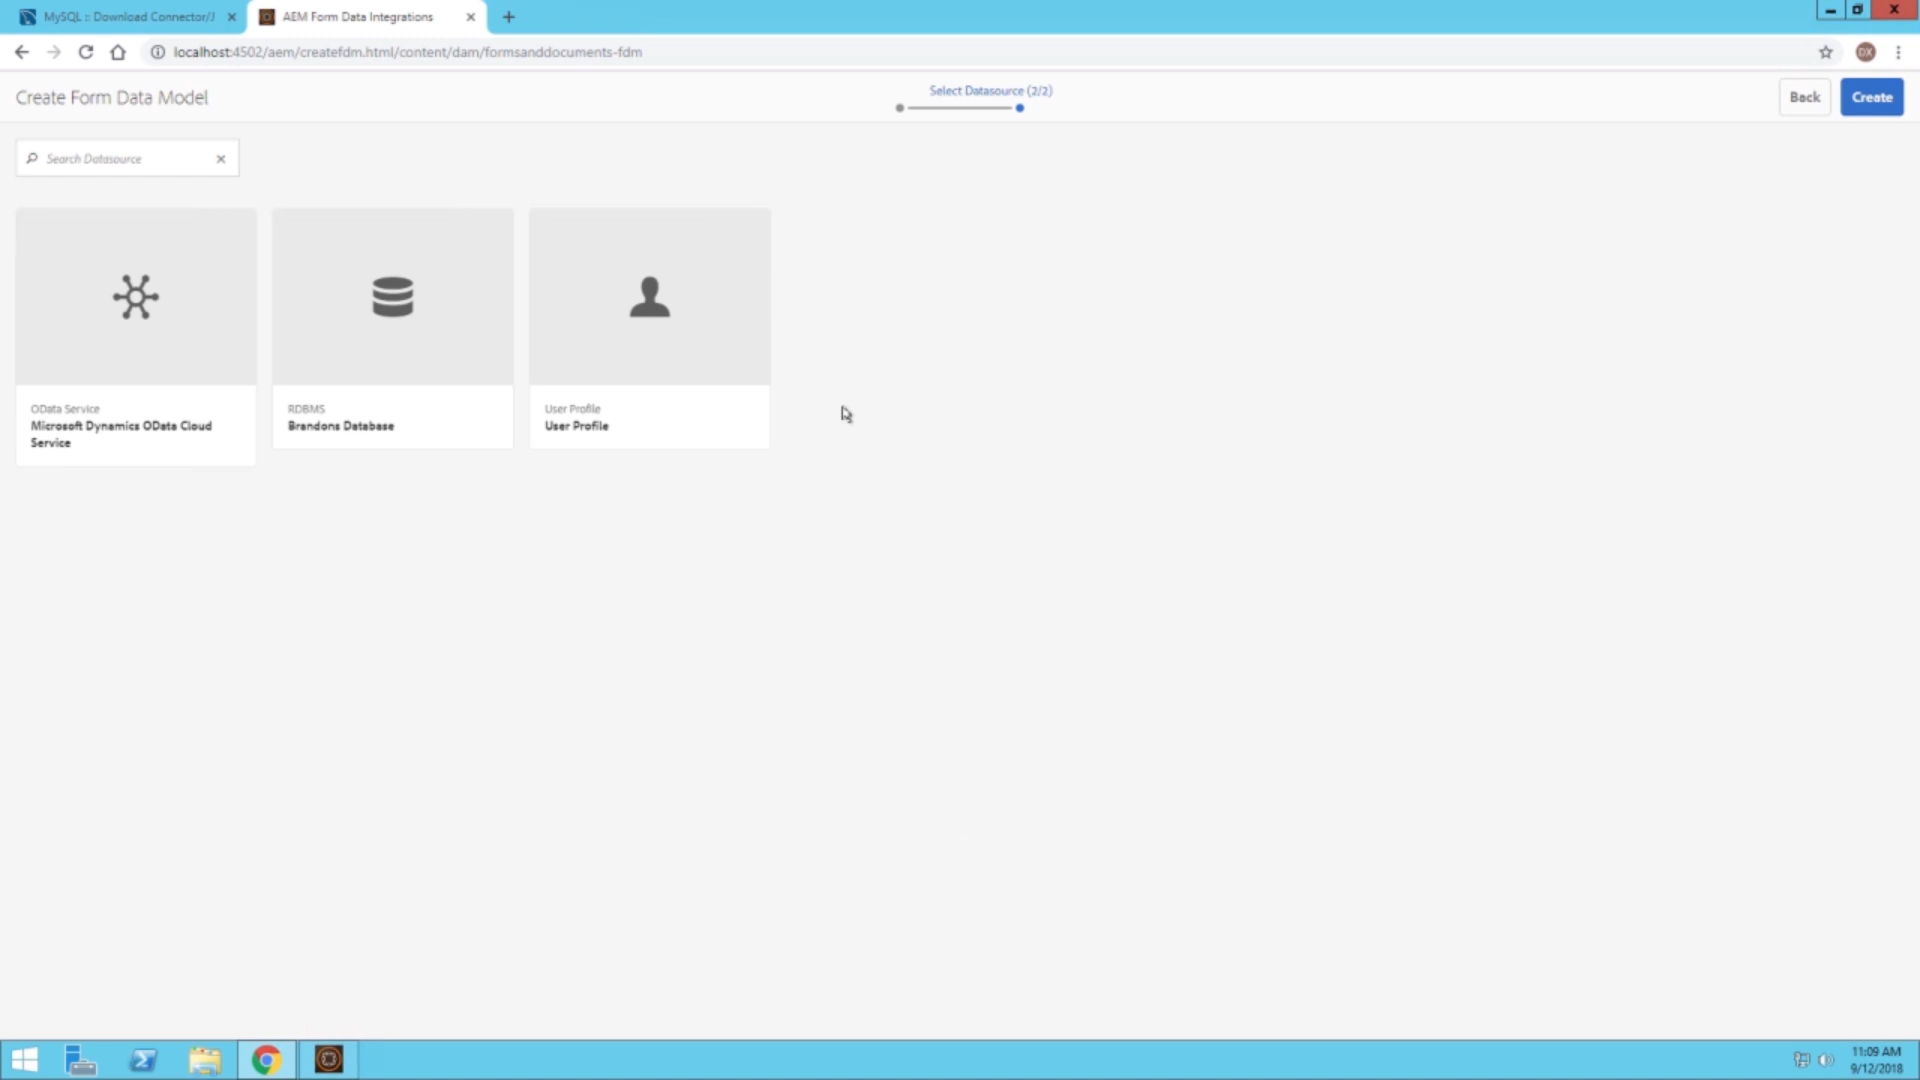 MySQL :: Download Connector/J
AEM Form Data Integrations
localhost:4502/aem/createfdm.html/content/dam/formsanddocuments-fdm
DX
Create Form Data Model
Select Datasource (2/2)
Back
Create
Search Datasource
OData Service
Microsoft Dynamics OData Cloud
Service
RDBMS
Brandons Database
User Profile
User Profile
11:09 AM
9/12/2018